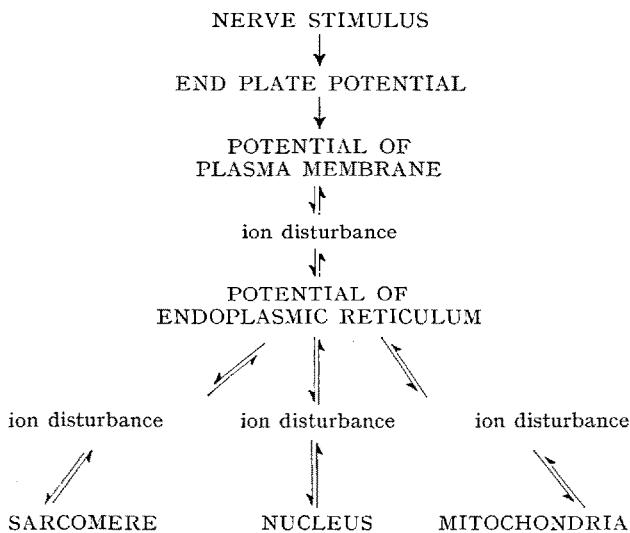 NERVE STIMULUS
END PLATE POTENTIAL
POTENTIAL OF
PLASMA MEMBRANE
ion disturbance
POTENTIAL OF
ENDOPLASMIC RETICULUM
ion disturbance
ion disturbance
ion disturbance
SARCOMERE
NUCLEUS
MITOCHONDRIA